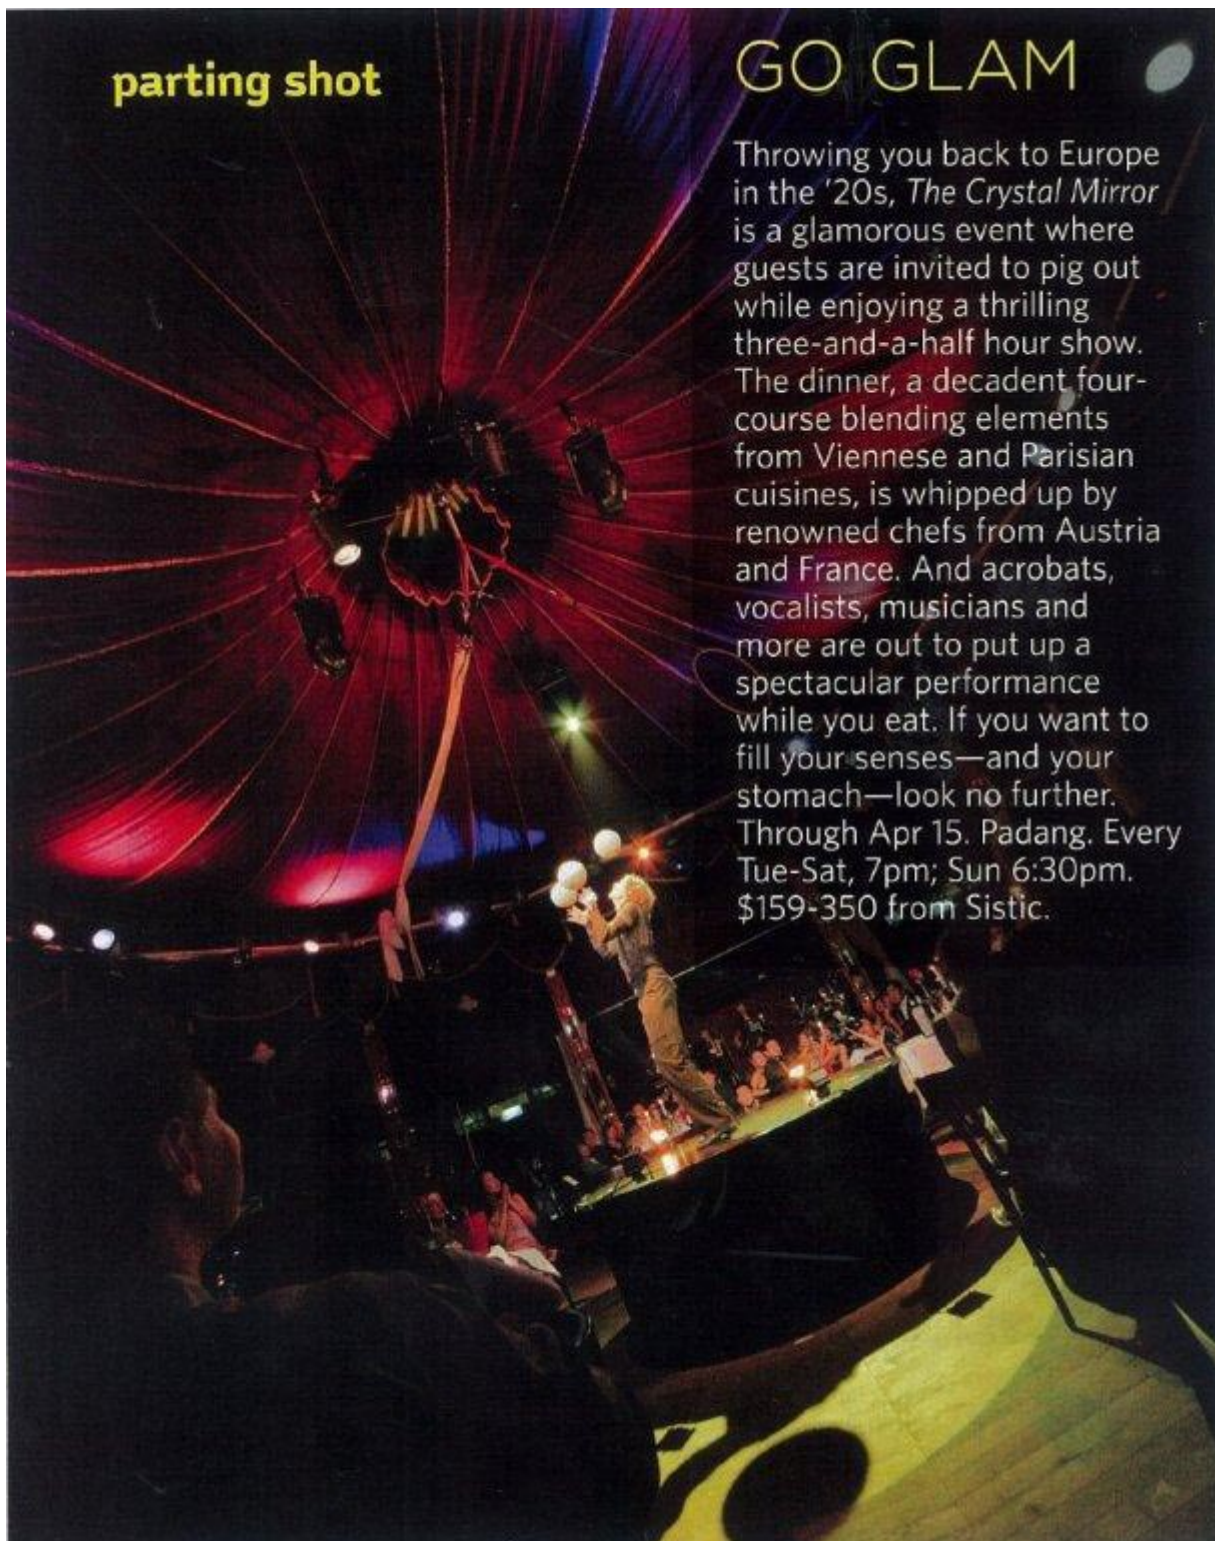 parting shot
GO GLAM
Throwing you back to Europe
in the '20s, The Crystal Mirror
is a glamorous event where
guests are invited to pig out
while enjoying a thrilling
three-and-a-half hour show.
The dinner, a decadent four-
course blending elements
from Viennese and Parisian
cuisines, is whipped up by
renowned chefs from Austria
and France. And acrobats,
vocalists, musicians and
more are out to put up a
spectacular performance
while you eat. If you want to
fill your senses—and your
stomach—look no further.
Through Apr 15. Padang. Every
Tue-Sat, 7pm; Sun 6:30pm.
$159-350 from Sistic.